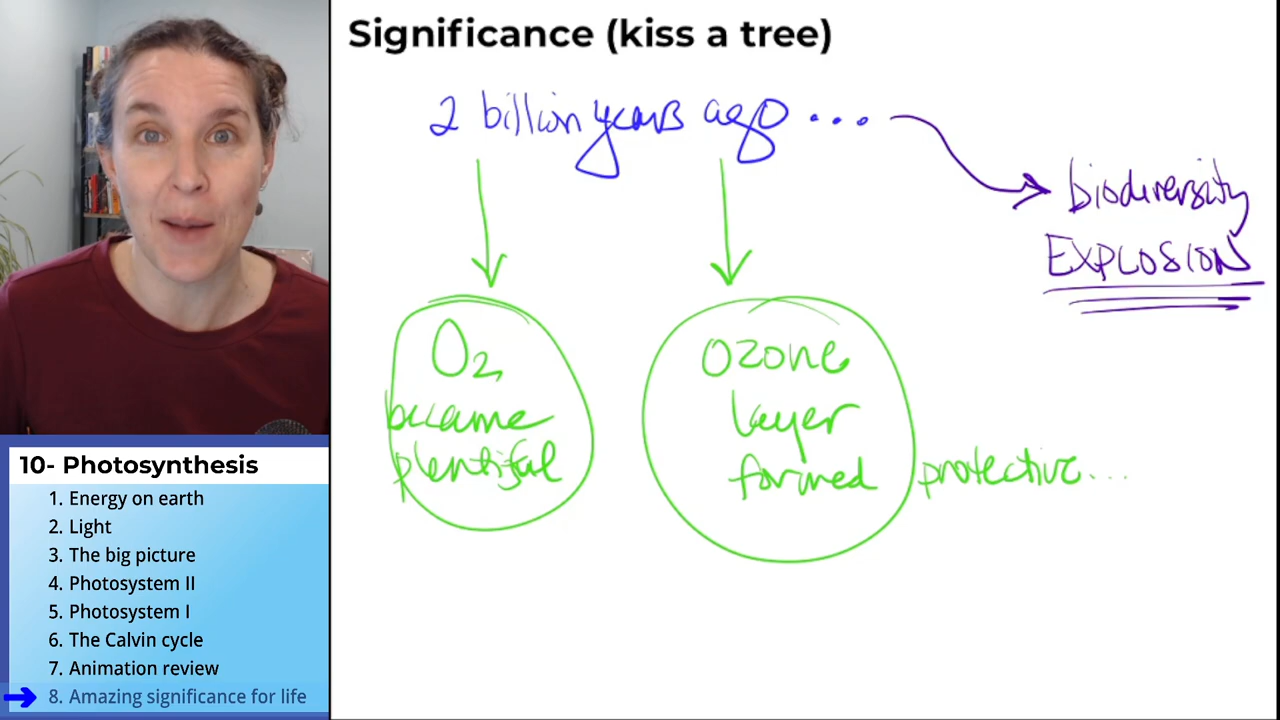 Significance (kiss a tree)
2 billion years ago ...
biodiversity
EXPLOSION
O2
became
plentiful
Ozone
layer
formed
protective...
10- Photosynthesis
1. Energy on earth
2. Light
3. The big picture
4. Photosystem II
5. Photosystem I
6. The Calvin cycle
7. Animation review
8. Amazing significance for life